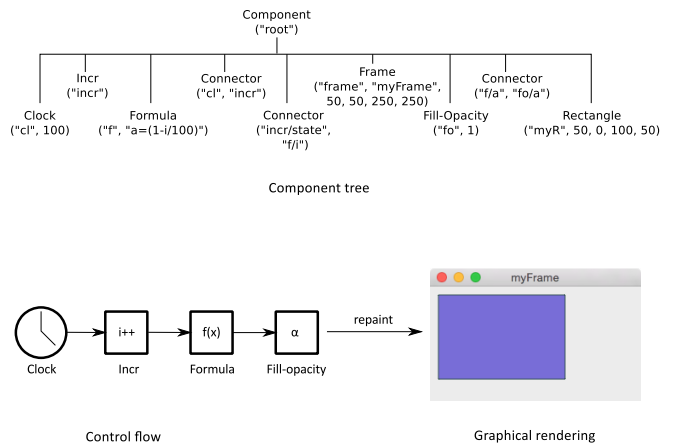 Component
("root")
Incr
("incr")
Connector
("cl", "incr")
Frame
("frame", "myFrame",
50, 50, 250, 250)
Connector
("f/a", "fo/a")
Clock
("cl", 100)
Formula
("f", "a=(1-i/100)")
Connector
("incr/state",
"f/i")
Fill-Opacity
("fo", 1)
Rectangle
("myR", 50, 0, 100, 50)
Component tree
myFrame
i++
f(x)
α
repaint
Clock
Incr
Formula
Fill-opacity
Control flow
Graphical rendering